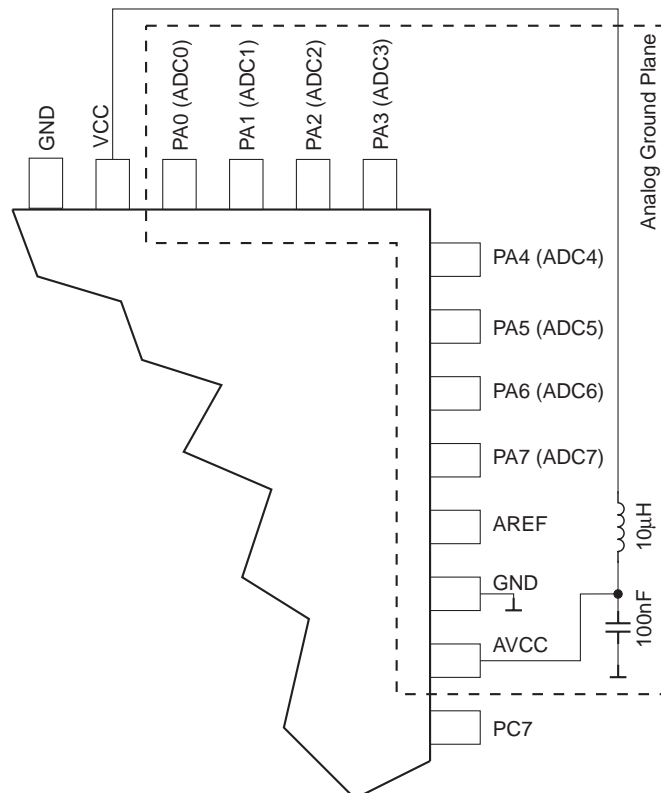 GND
VCC
PA0 (ADC0)
PA1 (ADC1)
PA2 (ADC2)
PA3 (ADC3)
Analog Ground Plane
PA4 (ADC4)
PA5 (ADC5)
PA6 (ADC6)
PA7 (ADC7)
AREF
10μH
GND
AVCC
100nF
PC7